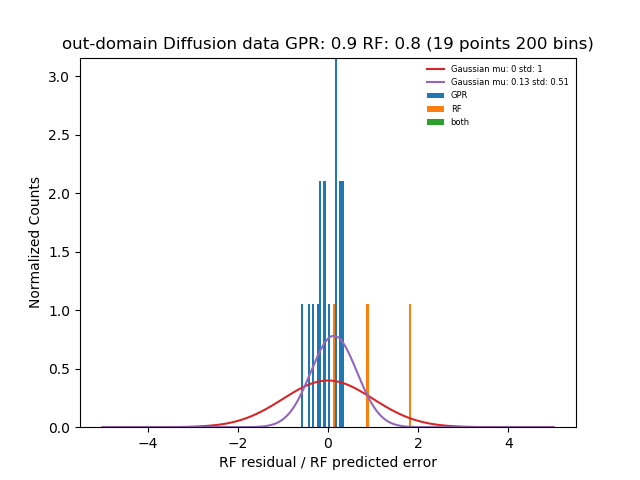 out-domain Diffusion data GPR: 0.9 RF: 0.8 (19 points 200 bins)
Gaussian mu: 0 std: 1
Gaussian mu: 0.13 std: 0.51
GPR
RF
both
Normalized Counts
3.0
2.5
2.0
1.5
1.0
0.5
0.0
−4
−2
0
2
4
RF residual / RF predicted error